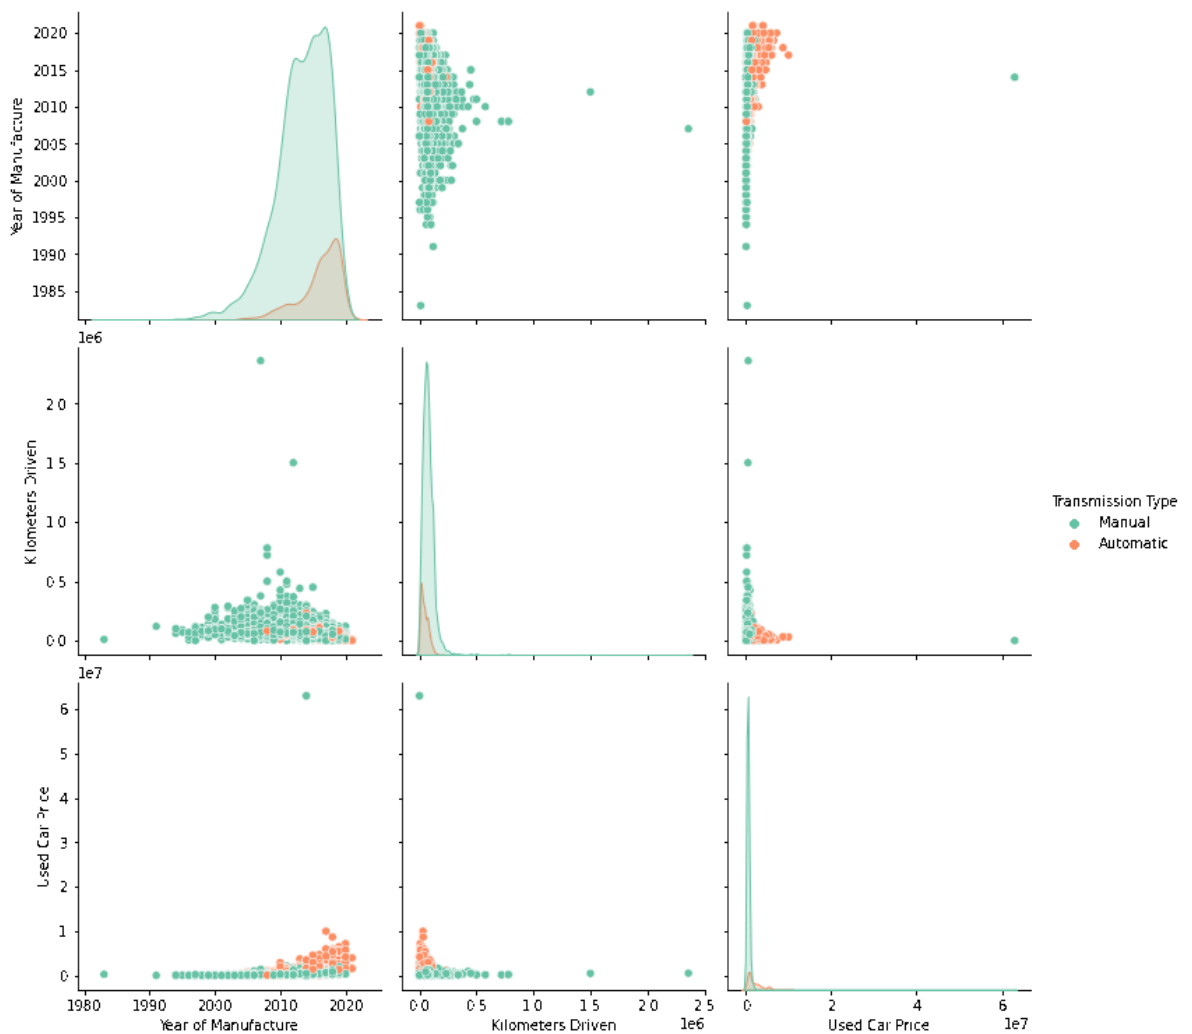 2020
2015
2010
2005
2000
1995
1990
1985
Year of Manufacture
1e6
2 0
1 5
1 0
0 5
0 0
Kilometers Driven
Transmission Type
Manual
Automatic
1e7
6
5
4
3
2
1
0
Used Car Price
1980 1990 2000 2010 2020
Year of Manufacture
0 0 0 5 1 0 1 5 2 0 2 5
1e6
Kilometers Driven
0 2 4 6
1e7
Used Car Price